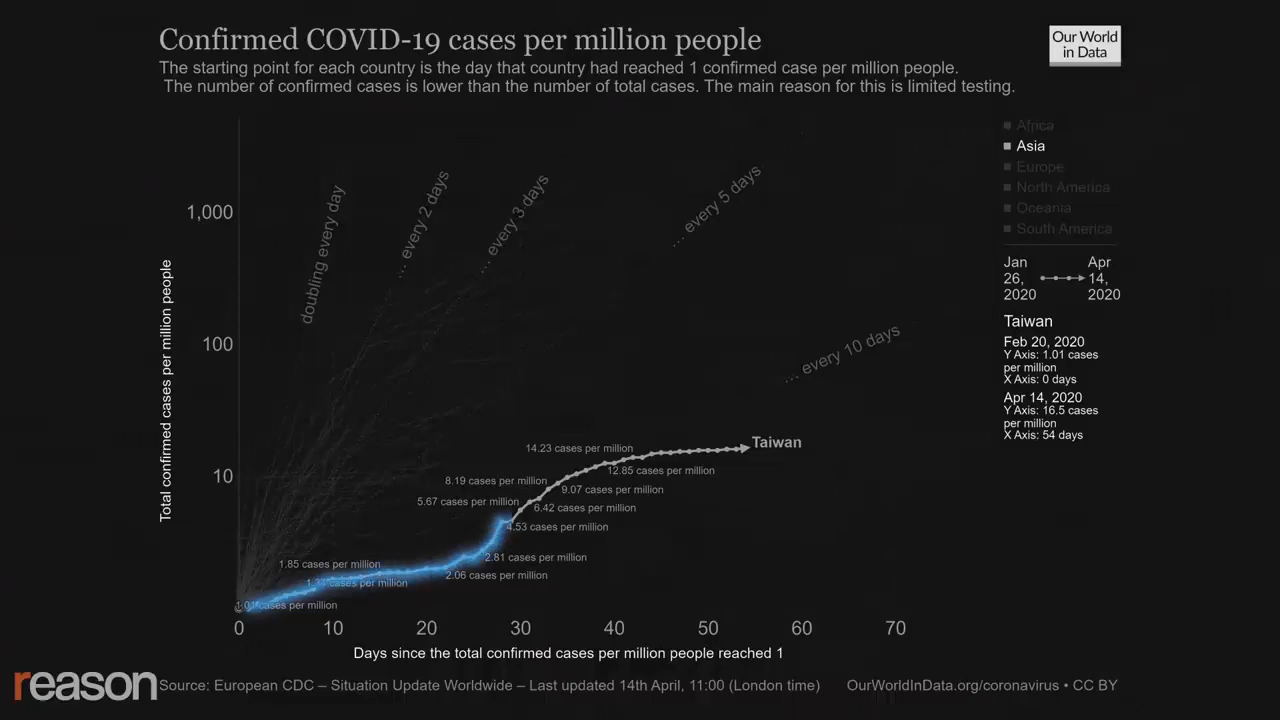 Confirmed COVID-19 cases per million people
The starting point for each country is the day that country had reached 1 confirmed case per million people.
The number of confirmed cases is lower than the number of total cases. The main reason for this is limited testing.
Our World
in Data
Africa
Asia
Europe
North America
Oceania
South America
Jan
26,
2020
Apr
14,
2020
Taiwan
Feb 20, 2020
Y Axis: 1.01 cases
per million
X Axis: 0 days
Apr 14, 2020
Y Axis: 16.5 cases
per million
X Axis: 54 days
Total confirmed cases per million people
1,000
100
10
doubling every day
... every 2 days
... every 3 days
... every 5 days
... every 10 days
Taiwan
14.23 cases per million
12.85 cases per million
8.19 cases per million
9.07 cases per million
5.67 cases per million
6.42 cases per million
4.53 cases per million
2.81 cases per million
1.85 cases per million
2.06 cases per million
cases per million
1.01 cases per million
0 10 20 30 40 50 60 70
Days since the total confirmed cases per million people reached 1
reason
Source: European CDC – Situation Update Worldwide – Last updated 14th April, 11:00 (London time)
OurWorldInData.org/coronavirus • CC BY